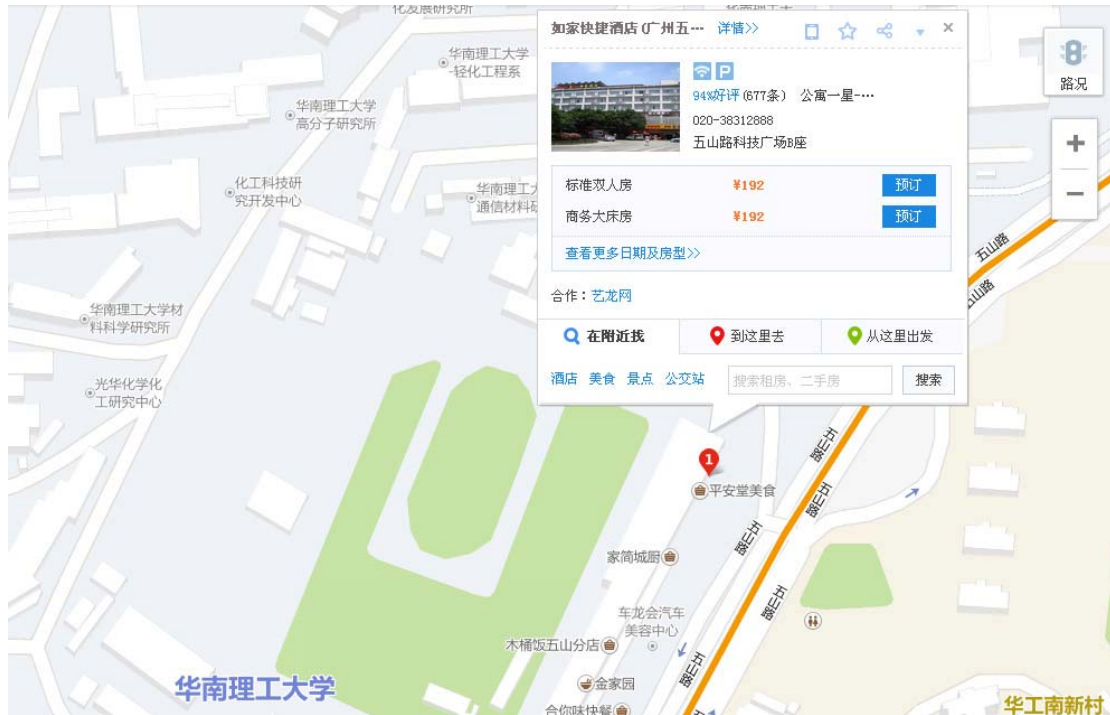 化发展研究所
如家快捷酒店(广州五··· 详情>>
94%好评(677条) 公寓一星-···
020-38312888
五山路科技广场B座
标准双人房 ¥192 预订
商务大床房 ¥192 预订
查看更多日期及房型>>
合作：艺龙网
在附近找 到这里去 从这里出发
酒店 美食 景点 公交站 搜索租房、二手房 搜索
路况
+
−
华南理工大学
-轻化工程系
华南理工大学
高分子研究所
化工科技研
究开发中心
华南理工大
通信材料研
华南理工大学材
料科学研究所
光华化学化
工研究中心
五山路
五山路
1
平安堂美食
五山路
五山路
五山路
五山路
五山路
家简城厨
车龙会汽车
美容中心
木桶饭五山分店
金家园
合你味快餐
华南理工大学
华工南新村
P